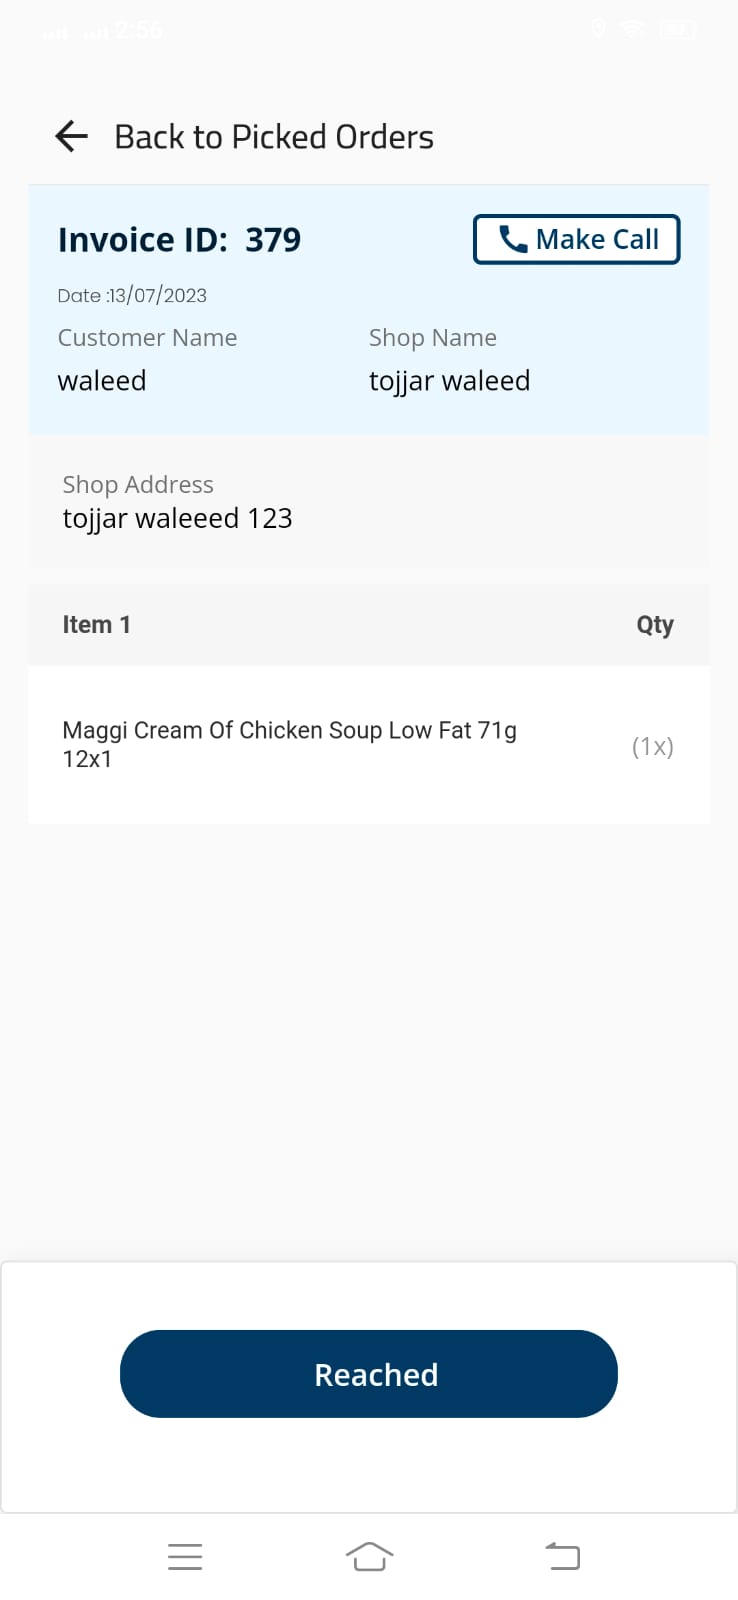 2:56
Back to Picked Orders
Invoice ID: 379
Make Call
Date :13/07/2023
Customer Name
Shop Name
waleed
tojjar waleed
Shop Address
tojjar waleeed 123
Item 1
Qty
Maggi Cream Of Chicken Soup Low Fat 71g
12x1
(1x)
Reached